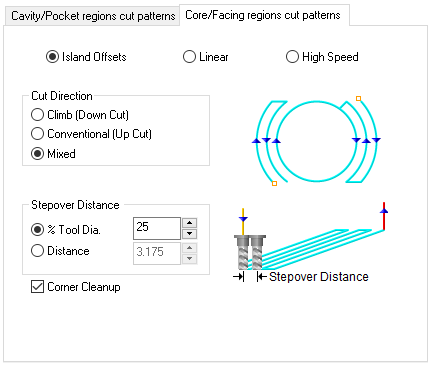 Cavity/Pocket regions cut patterns Core/Facing regions cut patterns
Island Offsets Linear High Speed
Cut Direction
Climb (Down Cut)
Conventional (Up Cut)
Mixed
Stepover Distance
% Tool Dia. 25
Distance 3.175
Stepover Distance
Corner Cleanup